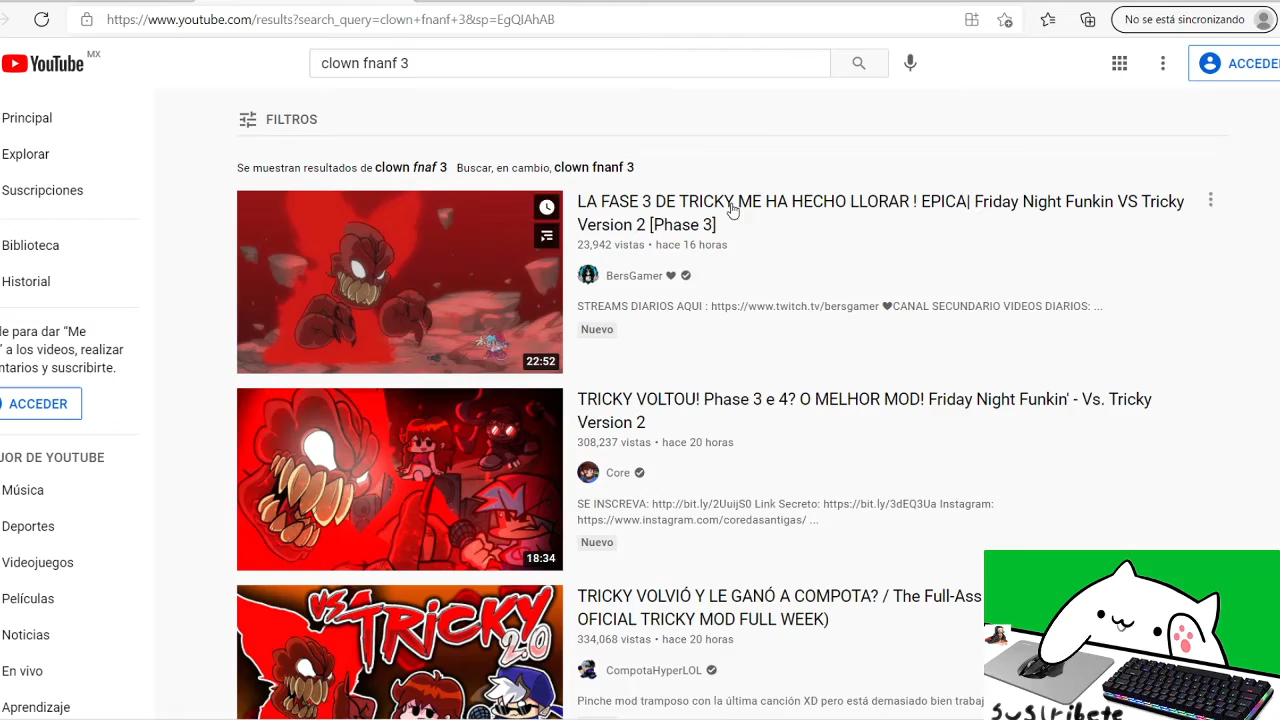 https://www.youtube.com/results?search_query=clown+fnanf+3&sp=EgQIAhAB
No se está sincronizando
YouTube MX
clown fnanf 3
ACCEDE
Principal
Explorar
Suscripciones
Biblioteca
Historial
e para dar "Me
" a los videos, realizar
ntarios y suscribirte.
ACCEDER
JOR DE YOUTUBE
Música
Deportes
Videojuegos
Películas
Noticias
En vivo
Aprendizaje
FILTROS
Se muestran resultados de clown fnaf 3 Buscar, en cambio, clown fnanf 3
22:52
LA FASE 3 DE TRICKY ME HA HECHO LLORAR ! EPICA| Friday Night Funkin VS Tricky
Version 2 [Phase 3]
23,942 vistas • hace 16 horas
BersGamer ❤
STREAMS DIARIOS AQUI : https://www.twitch.tv/bersgamer ❤CANAL SECUNDARIO VIDEOS DIARIOS: ...
Nuevo
18:34
TRICKY VOLTOU! Phase 3 e 4? O MELHOR MOD! Friday Night Funkin' - Vs. Tricky
Version 2
308,237 vistas • hace 20 horas
Core
SE INSCREVA: http://bit.ly/2UuijS0 Link Secreto: https://bit.ly/3dEQ3Ua Instagram:
https://www.instagram.com/coredasantigas/ ...
Nuevo
VS TRICKY 2.0
TRICKY VOLVIÓ Y LE GANÓ A COMPOTA? / The Full-Ass
OFICIAL TRICKY MOD FULL WEEK)
334,068 vistas • hace 20 horas
CompotaHyperLOL
Pinche mod tramposo con la última canción XD pero está demasiado bien trabaj
suscribete